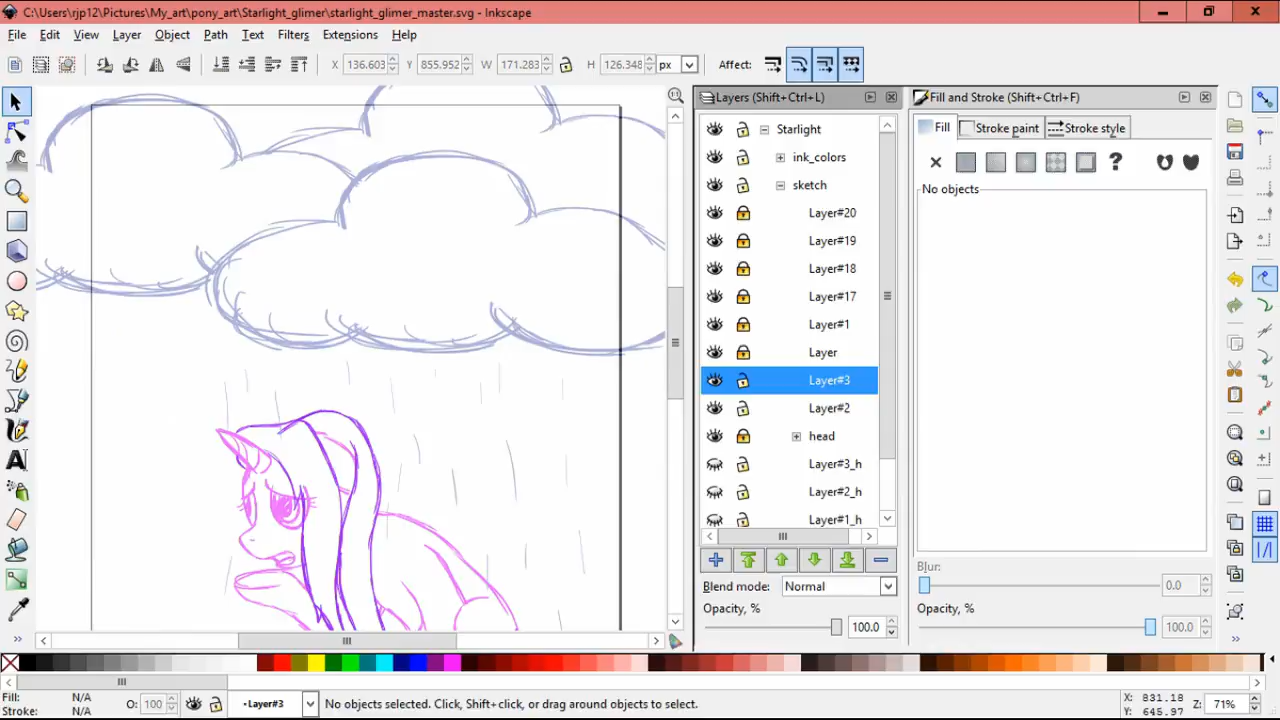 C:\Users\rjp12\Pictures\My_art\pony_art\Starlight_glimer\starlight_glimer_master.svg - Inkscape
File Edit View Layer Object Path Text Filters Extensions Help
X 136.603 Y 855.952 W 171.283 H 126.348 px Affect:
Layers (Shift+Ctrl+L)
Starlight
ink_colors
sketch
Layer#20
Layer#19
Layer#18
Layer#17
Layer#1
Layer
Layer#3
Layer#2
head
Layer#3_h
Layer#2_h
Layer#1_h
Blend mode: Normal
Opacity, %
100.0
Fill and Stroke (Shift+Ctrl+F)
Fill Stroke paint Stroke style
?
No objects
Blur:
0.0
Opacity, %
100.0
Fill: N/A
Stroke: N/A
O: 100
•Layer#3
No objects selected. Click, Shift+click, or drag around objects to select.
X: 831.18
Y: 645.97
Z: 71%